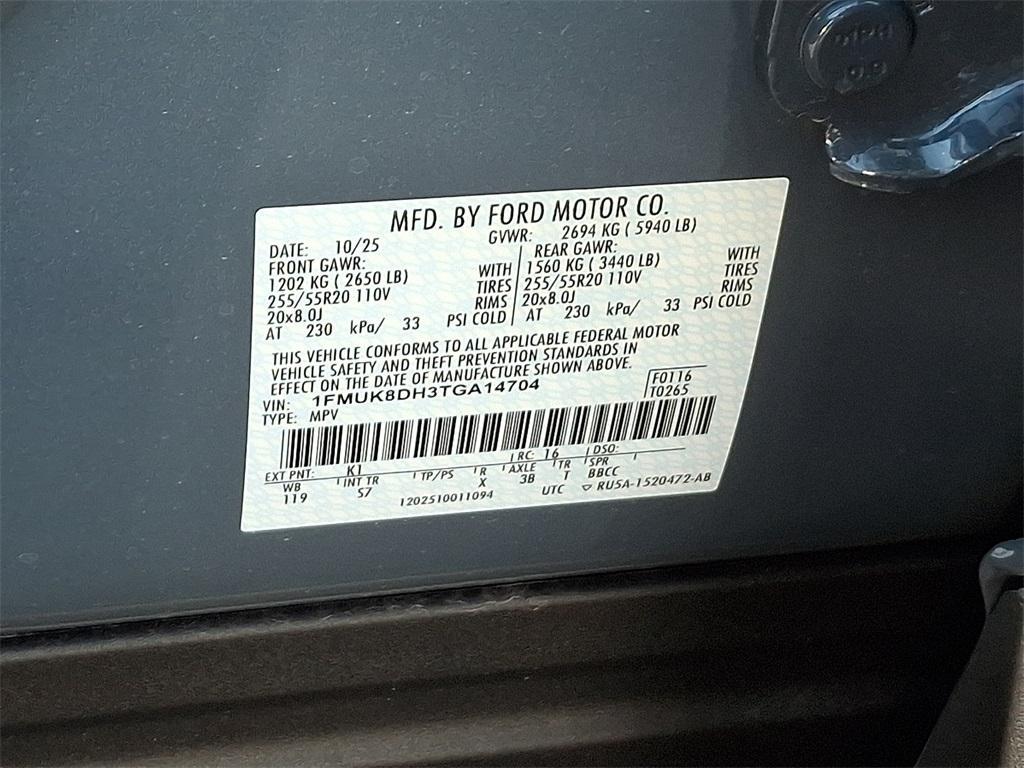 MFD. BY FORD MOTOR CO.
DATE: 10/25 GVWR: 2694 KG ( 5940 LB)
FRONT GAWR: REAR GAWR:
1202 KG ( 2650 LB) WITH 1560 KG ( 3440 LB) WITH
255/55R20 110V TIRES 255/55R20 110V TIRES
20x8.0J RIMS 20x8.0J RIMS
AT 230 kPa/ 33 PSI COLD AT 230 kPa/ 33 PSI COLD
THIS VEHICLE CONFORMS TO ALL APPLICABLE FEDERAL MOTOR
VEHICLE SAFETY AND THEFT PREVENTION STANDARDS IN
EFFECT ON THE DATE OF MANUFACTURE SHOWN ABOVE.
VIN: 1FMUK8DH3TGA14704 F0116
TYPE: MPV T0265
EXT PNT: K1 RC: 16 DSO:
WB INT TR TP/PS R AXLE TR SPR
119 S7 X 3B T BBCC
1202510011094 UTC ▽ RU5A-1520472-AB